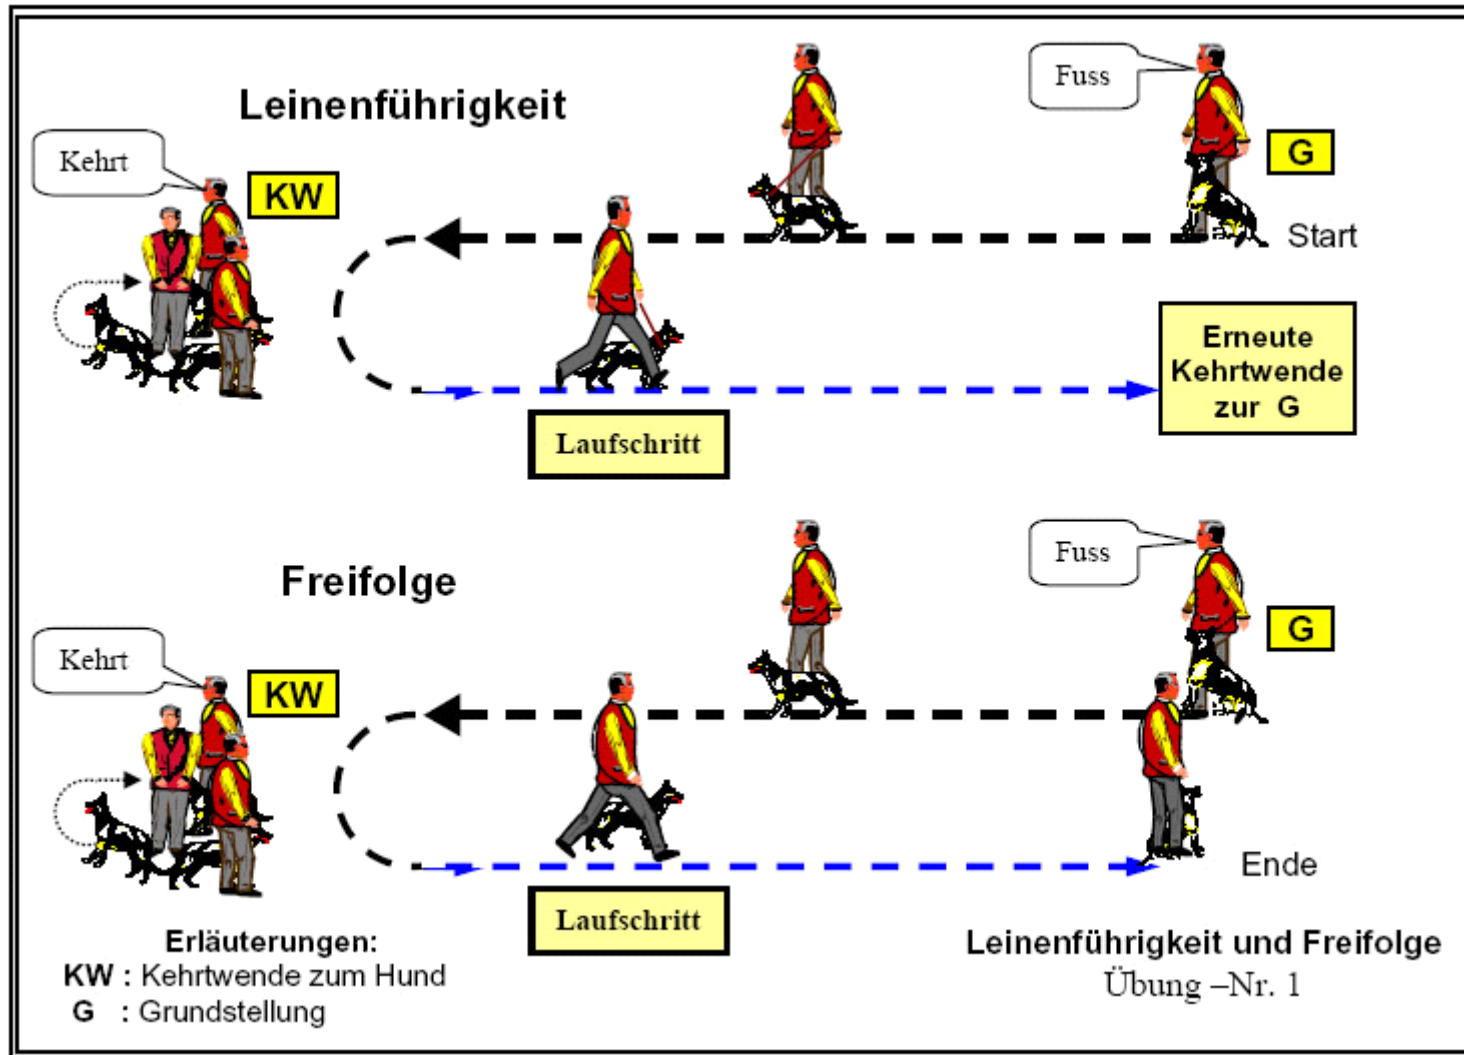 Leinenführigkeit
Fuss
G
Kehrt
KW
Start
Erneute
Kehrtwende
zur G
Laufschritt
Freifolge
Fuss
G
Kehrt
KW
Ende
Laufschritt
Erläuterungen:
KW : Kehrtwende zum Hund
G : Grundstellung
Leinenführigkeit und Freifolge
Übung –Nr. 1